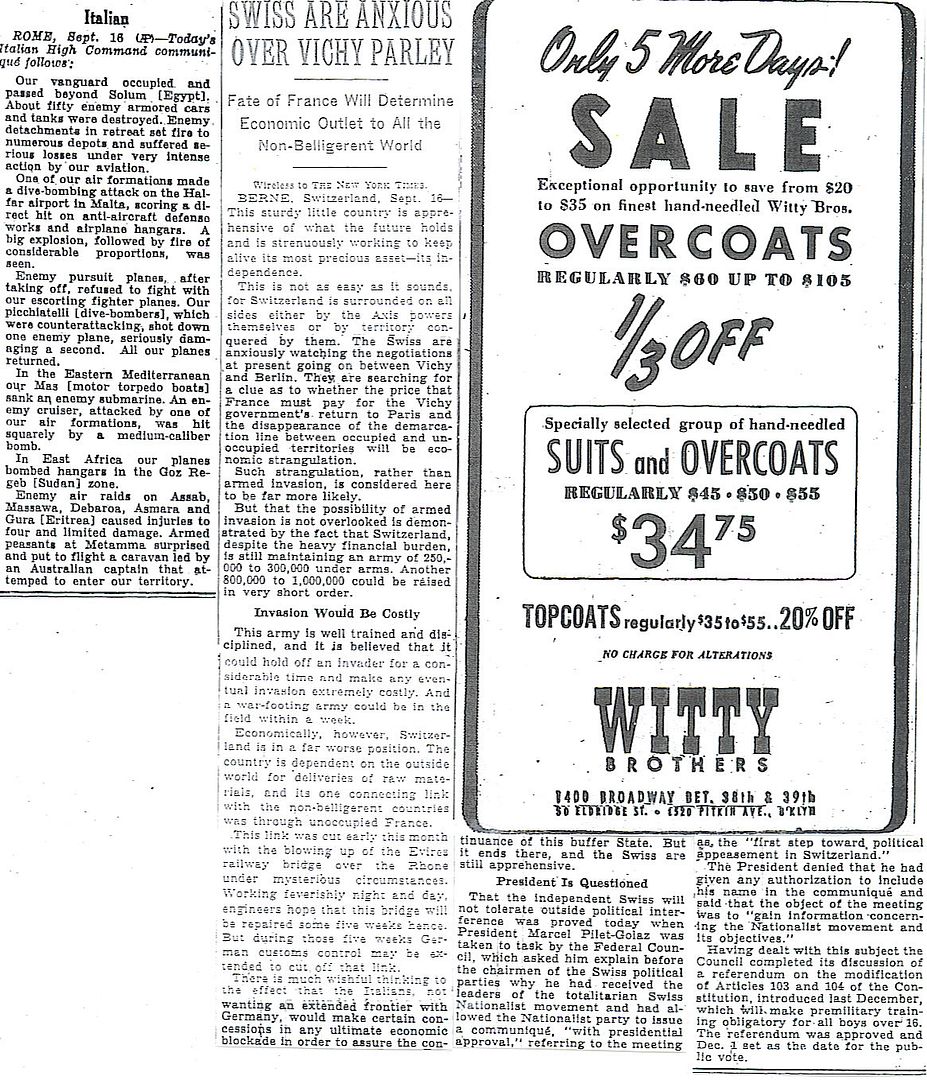 Italian
ROME, Sept. 16 (AP)—Today's
Italian High Command communi-
qué follows:
Our vanguard occupied and
passed beyond Solum [Egypt].
About fifty enemy armored cars
and tanks were destroyed. Enemy
detachments in retreat set fire to
numerous depots and suffered se-
rious losses under very intense
action by our aviation.
One of our air formations made
a dive-bombing attack on the Hal-
far airport in Malta, scoring a di-
rect hit on anti-aircraft defense
works and airplane hangars. A
big explosion, followed by fire of
considerable proportions, was
seen.
Enemy pursuit planes, after
taking off, refused to fight with
our escorting fighter planes. Our
picchiatelli [dive-bombers], which
were counterattacking, shot down
one enemy plane, seriously dam-
aging a second. All our planes
returned.
In the Eastern Mediterranean
our Mas [motor torpedo boats]
sank an enemy submarine. An en-
emy cruiser, attacked by one of
our air formations, was hit
squarely by a medium-caliber
bomb.
In East Africa our planes
bombed hangars in the Goz Re-
geb [Sudan] zone.
Enemy air raids on Assab,
Massawa, Debaroa, Asmara and
Gura [Eritrea] caused injuries to
four and limited damage. Armed
peasants at Metamma surprised
and put to flight a caravan led by
an Australian captain that at-
temped to enter our territory.
SWISS ARE ANXIOUS
OVER VICHY PARLEY
Fate of France Will Determine
Economic Outlet to All the
Non-Belligerent World
Wireless to THE NEW YORK TIMES.
BERNE, Switzerland, Sept. 16—
This sturdy little country is appre-
hensive of what the future holds
and is strenuously working to keep
alive its most precious asset—its in-
dependence.
This is not as easy as it sounds,
for Switzerland is surrounded on all
sides either by the Axis powers
themselves or by territory con-
quered by them. The Swiss are
anxiously watching the negotiations
at present going on between Vichy
and Berlin. They are searching for
a clue as to whether the price that
France must pay for the Vichy
government's return to Paris and
the disappearance of the demarca-
tion line between occupied and un-
occupied territories will be eco-
nomic strangulation.
Such strangulation, rather than
armed invasion, is considered here
to be far more likely.
But that the possibility of armed
invasion is not overlooked is demon-
strated by the fact that Switzerland,
despite the heavy financial burden,
is still maintaining an army of 250,-
000 to 300,000 under arms. Another
800,000 to 1,000,000 could be raised
in very short order.
Invasion Would Be Costly
This army is well trained and dis-
ciplined, and it is believed that it
could hold off an invader for a con-
siderable time and make any even-
tual invasion extremely costly. And
a war-footing army could be in the
field within a week.
Economically, however, Switzer-
land is in a far worse position. The
country is dependent on the outside
world for deliveries of raw mate-
rials, and its one connecting link
with the non-belligerent countries
was through unoccupied France.
This link was cut early this month
with the blowing up of the Evires
railway bridge over the Rhone
under mysterious circumstances.
Working feverishly night and day,
engineers hope that this bridge will
be repaired some five weeks hence.
But during those five weeks Ger-
man customs control may be ex-
tended to cut off that link.
There is much wishful thinking to
the effect that the Italians, not
wanting an extended frontier with
Germany, would make certain con-
cessions in any ultimate economic
blockade in order to assure the con-
tinuance of this buffer State. But
it ends there, and the Swiss are
still apprehensive.
President Is Questioned
That the independent Swiss will
not tolerate outside political inter-
ference was proved today when
President Marcel Pilet-Golaz was
taken to task by the Federal Coun-
cil, which asked him explain before
the chairmen of the Swiss political
parties why he had received the
leaders of the totalitarian Swiss
Nationalist movement and had al-
lowed the Nationalist party to issue
a communiqué, "with presidential
approval," referring to the meeting
as, the "first step toward political
appeasement in Switzerland."
The President denied that he had
given any authorization to include
his name in the communiqué and
said that the object of the meeting
was to "gain information concern-
ing the Nationalist movement and
its objectives."
Having dealt with this subject the
Council completed its discussion of
a referendum on the modification
of Articles 103 and 104 of the Con-
stitution, introduced last December,
which will make premilitary train-
ing obligatory for all boys over 16.
The referendum was approved and
Dec. 1 set as the date for the pub-
lic vote.
Only 5 More Days!
SALE
Exceptional opportunity to save from $20
to $35 on finest hand-needled Witty Bros.
OVERCOATS
REGULARLY $60 UP TO $105
1/3 OFF
Specially selected group of hand-needled
SUITS and OVERCOATS
REGULARLY $45 • $50 • $55
$34.75
TOPCOATS regularly $35 to $55..20% OFF
NO CHARGE FOR ALTERATIONS
WITTY
BROTHERS
1400 BROADWAY BET. 38th & 39th
50 ELDRIDGE ST. • 1520 PITKIN AVE., B'KLYN